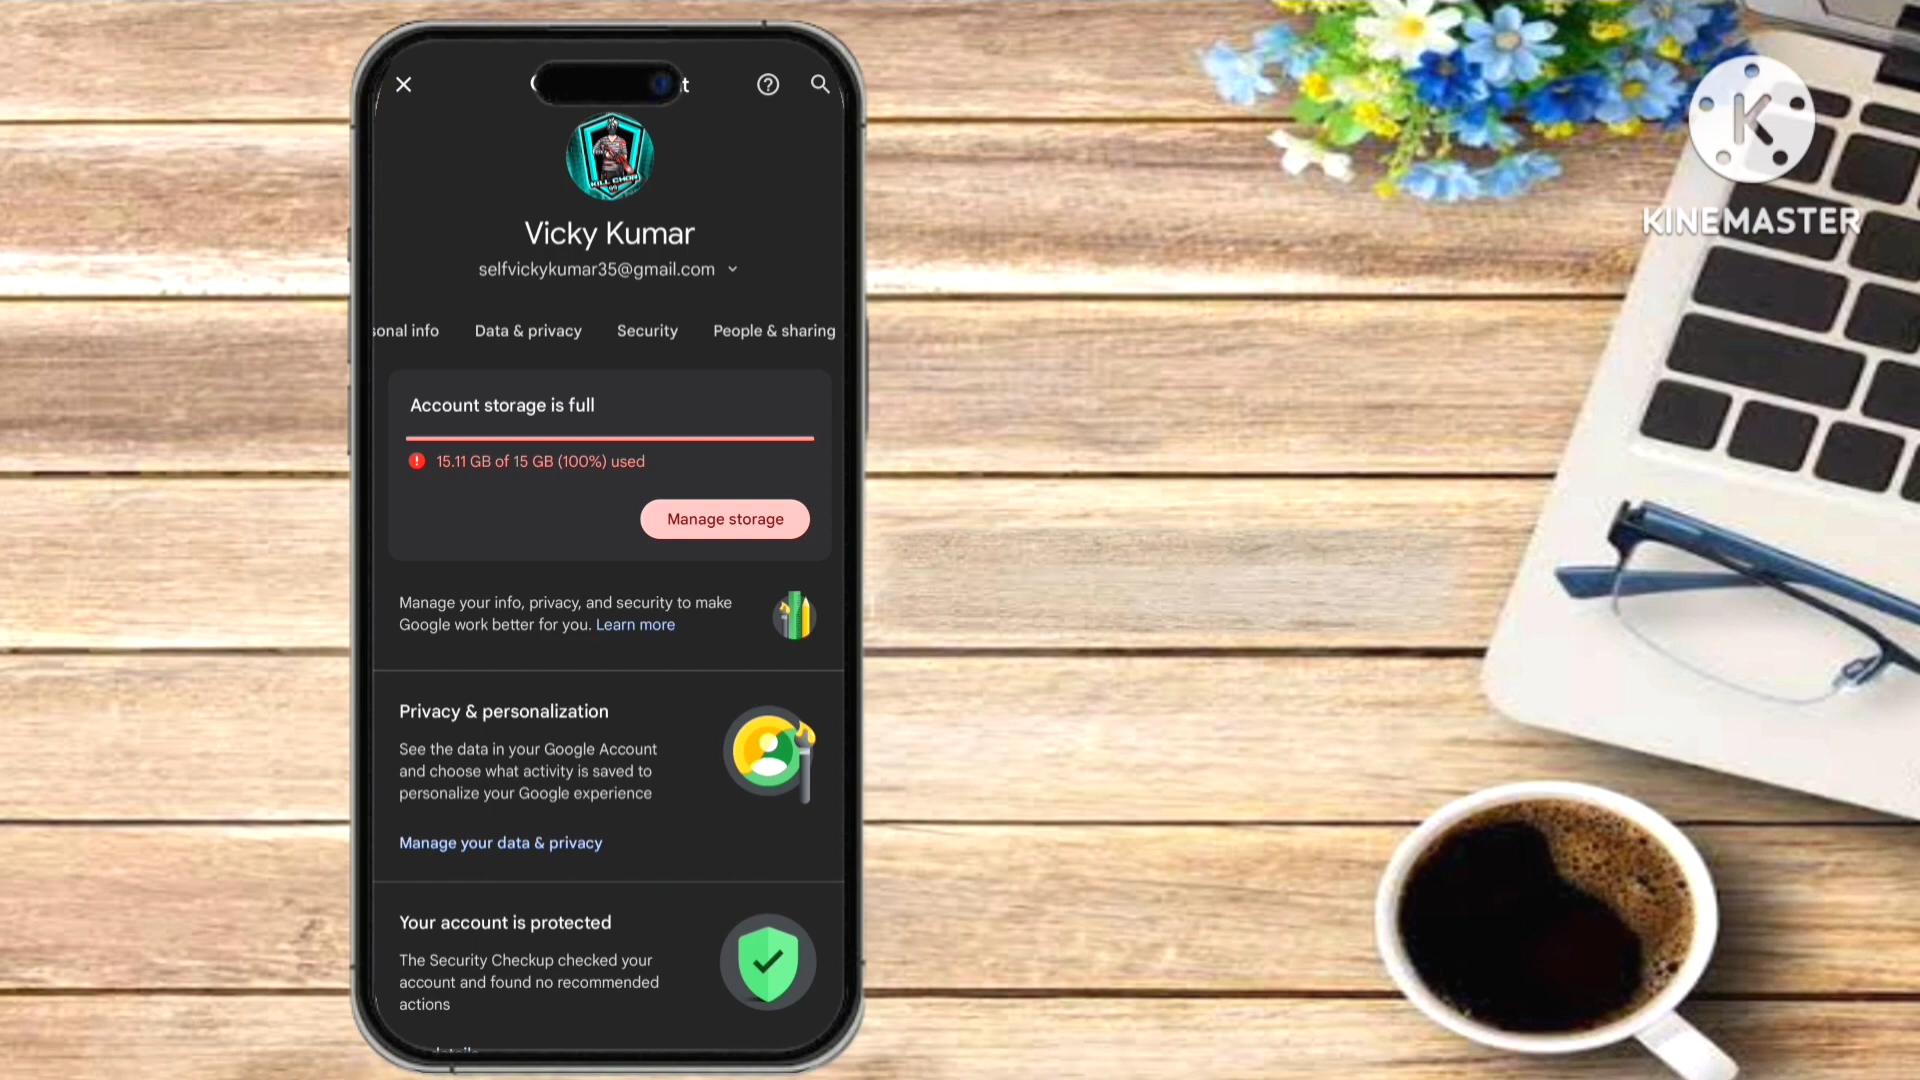 KILL CHOR
Vicky Kumar
selfvickykumar35@gmail.com
sonal info
Data & privacy
Security
People & sharing
Account storage is full
15.11 GB of 15 GB (100%) used
Manage storage
Manage your info, privacy, and security to make
Google work better for you. Learn more
Privacy & personalization
See the data in your Google Account
and choose what activity is saved to
personalize your Google experience
Manage your data & privacy
Your account is protected
The Security Checkup checked your
account and found no recommended
actions
details
K
KINEMASTER